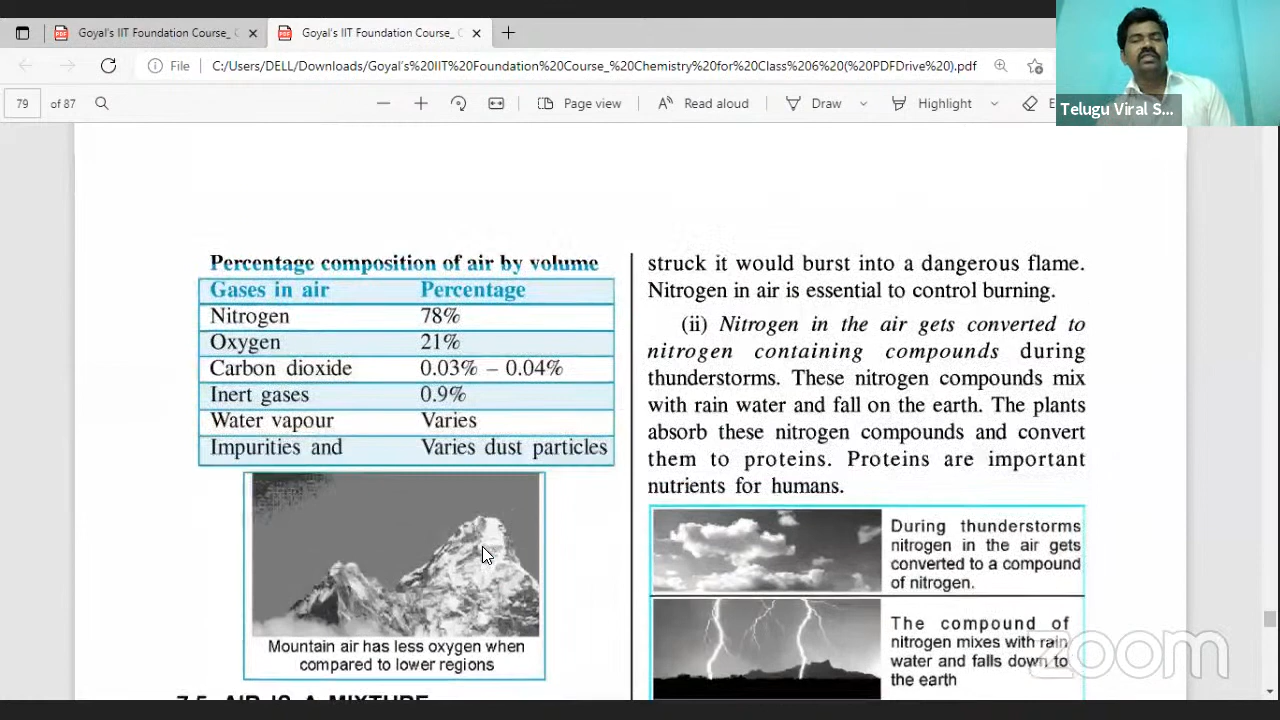 Goyal's IIT Foundation Course_
Goyal's IIT Foundation Course_
File
C:/Users/DELL/Downloads/Goyal's%20IIT%20Foundation%20Course_%20Chemistry%20for%20Class%206%20(%20PDFDrive%20).pdf
79 of 87
Page view
Read aloud
Draw
Highlight
Telugu Viral S...
Percentage composition of air by volume
Gases in air Percentage
Nitrogen 78%
Oxygen 21%
Carbon dioxide 0.03% – 0.04%
Inert gases 0.9%
Water vapour Varies
Impurities and Varies dust particles
Mountain air has less oxygen when
compared to lower regions
7.5 AIR IS A MIXTURE
struck it would burst into a dangerous flame.
Nitrogen in air is essential to control burning.
(ii) Nitrogen in the air gets converted to
nitrogen containing compounds during
thunderstorms. These nitrogen compounds mix
with rain water and fall on the earth. The plants
absorb these nitrogen compounds and convert
them to proteins. Proteins are important
nutrients for humans.
During thunderstorms
nitrogen in the air gets
converted to a compound
of nitrogen.
The compound of
nitrogen mixes with rain
water and falls down to
the earth
zoom